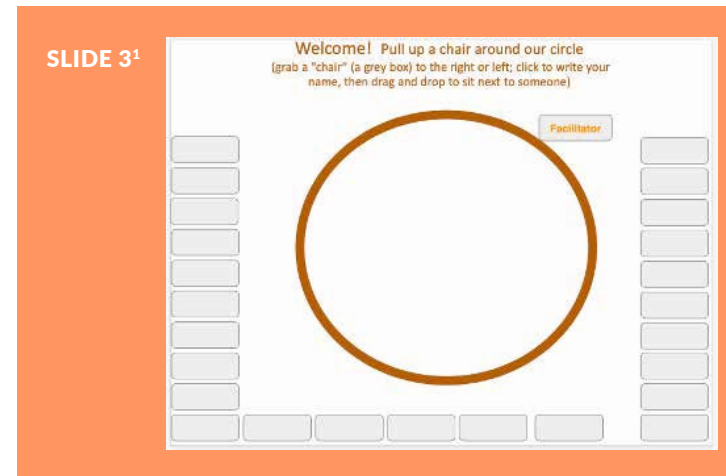 SLIDE 3¹
Welcome! Pull up a chair around our circle
(grab a "chair" (a grey box) to the right or left; click to write your
name, then drag and drop to sit next to someone)
Facilitator